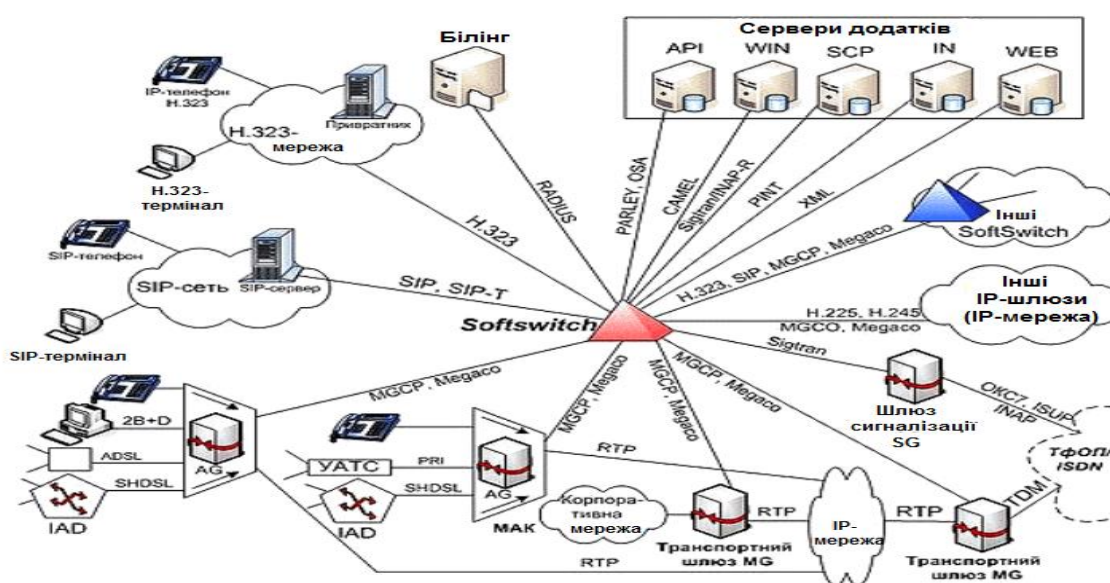 Білінг
Сервери додатків
API
WIN
SCP
IN
WEB
IP-телефон
H.323
Привратник
H.323-
мережа
H.323-
термінал
RADIUS
PARLEY, OSA
CAMEL
Sigtran/INAP-R
PINT
XML
H.323
Інші
SoftSwitch
H.323, SIP, MGCP, Megaco
SIP-телефон
SIP-сеть
SIP-сервер
SIP, SIP-T
SIP-термінал
Softswitch
Інші
IP-шлюзи
(IP-мережа)
H.225, H.245
MGCO, Megaco
Sigtran
MGCP, Megaco
MGCP, Megaco
MGCP, Megaco
MGCP, Megaco
Шлюз
сигналізації
SG
ОКС7, ISUP
INAP
ТфОП/
ISDN
2B+D
ADSL
SHDSL
AG
IAD
УАТС
PRI
SHDSL
AG
IAD
МАК
RTP
Корпора-
тивна
мережа
RTP
Транспортний
шлюз MG
IP-
мережа
RTP
TDM
Транспортний
шлюз MG
RTP